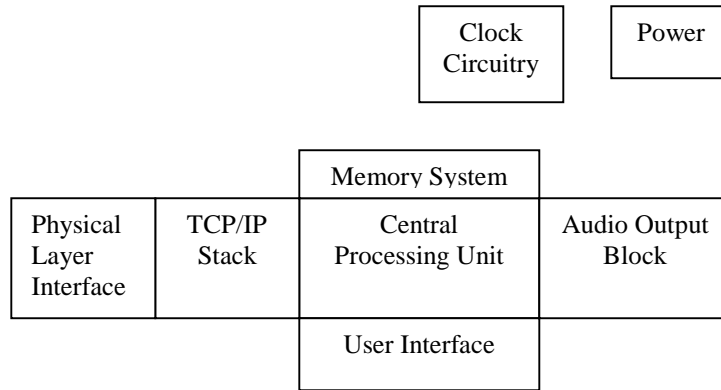 Clock
Circuitry
Power
Memory System
Physical
Layer
Interface
TCP/IP
Stack
Central
Processing Unit
Audio Output
Block
User Interface